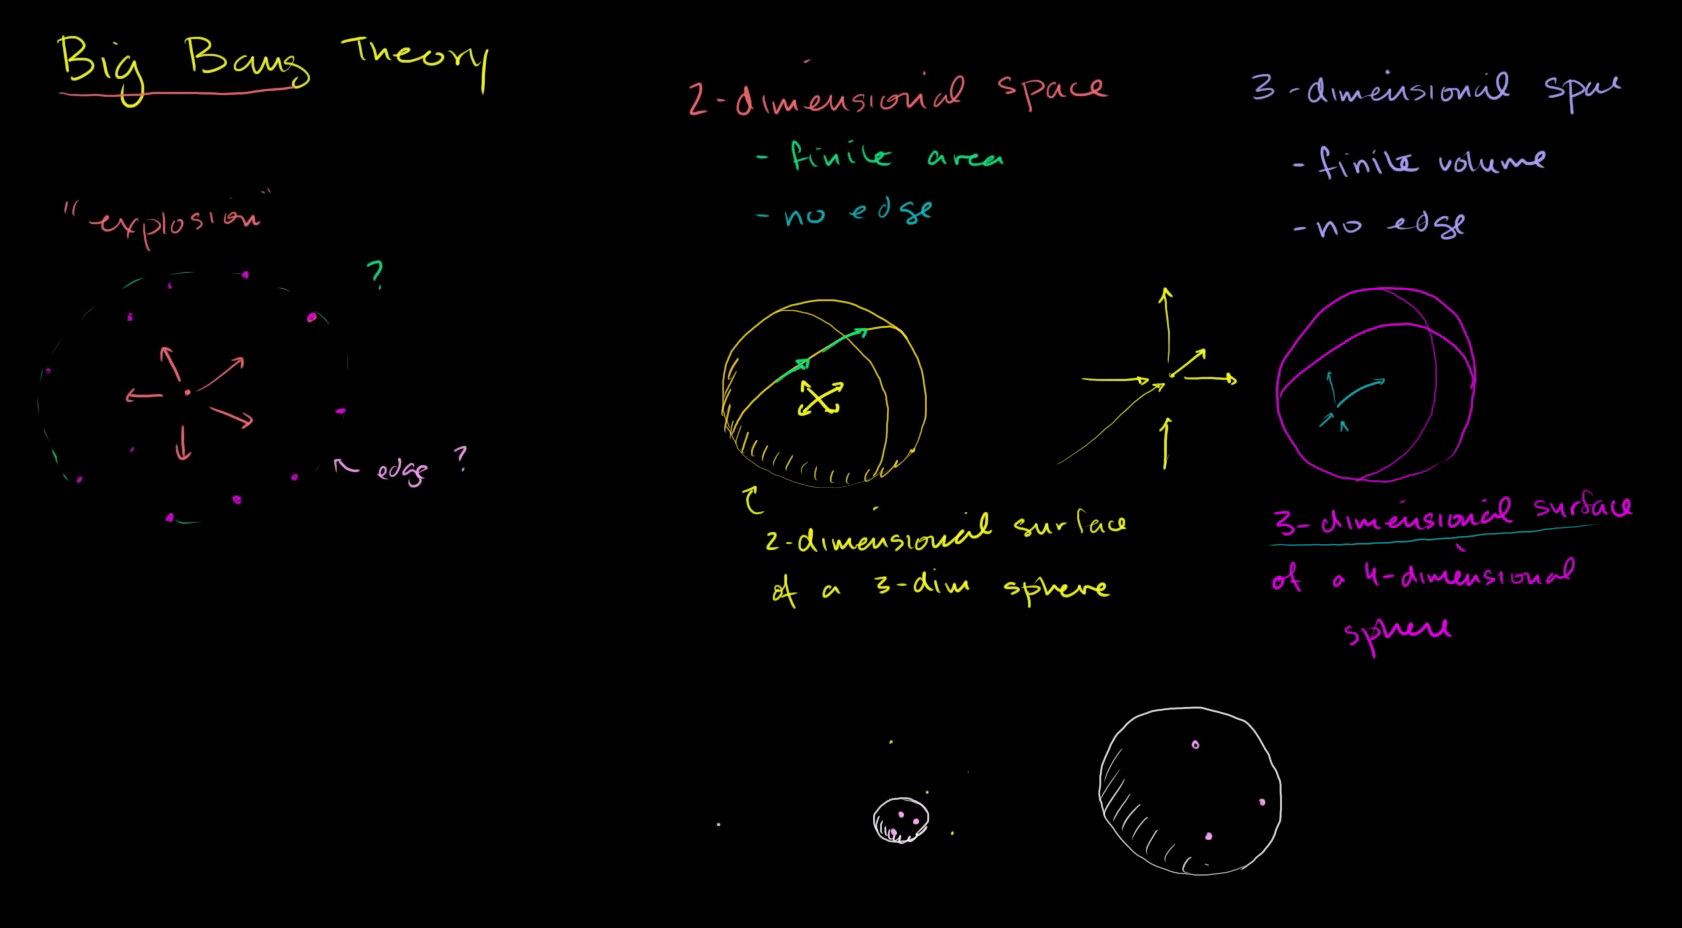 Big Bang Theory
"explosion"
?
edge ?
2-dimensional space
- finite area
- no edge
2-dimensional surface
of a 3-dim sphere
3-dimensional space
- finite volume
- no edge
3-dimensional surface
of a 4-dimensional
sphere